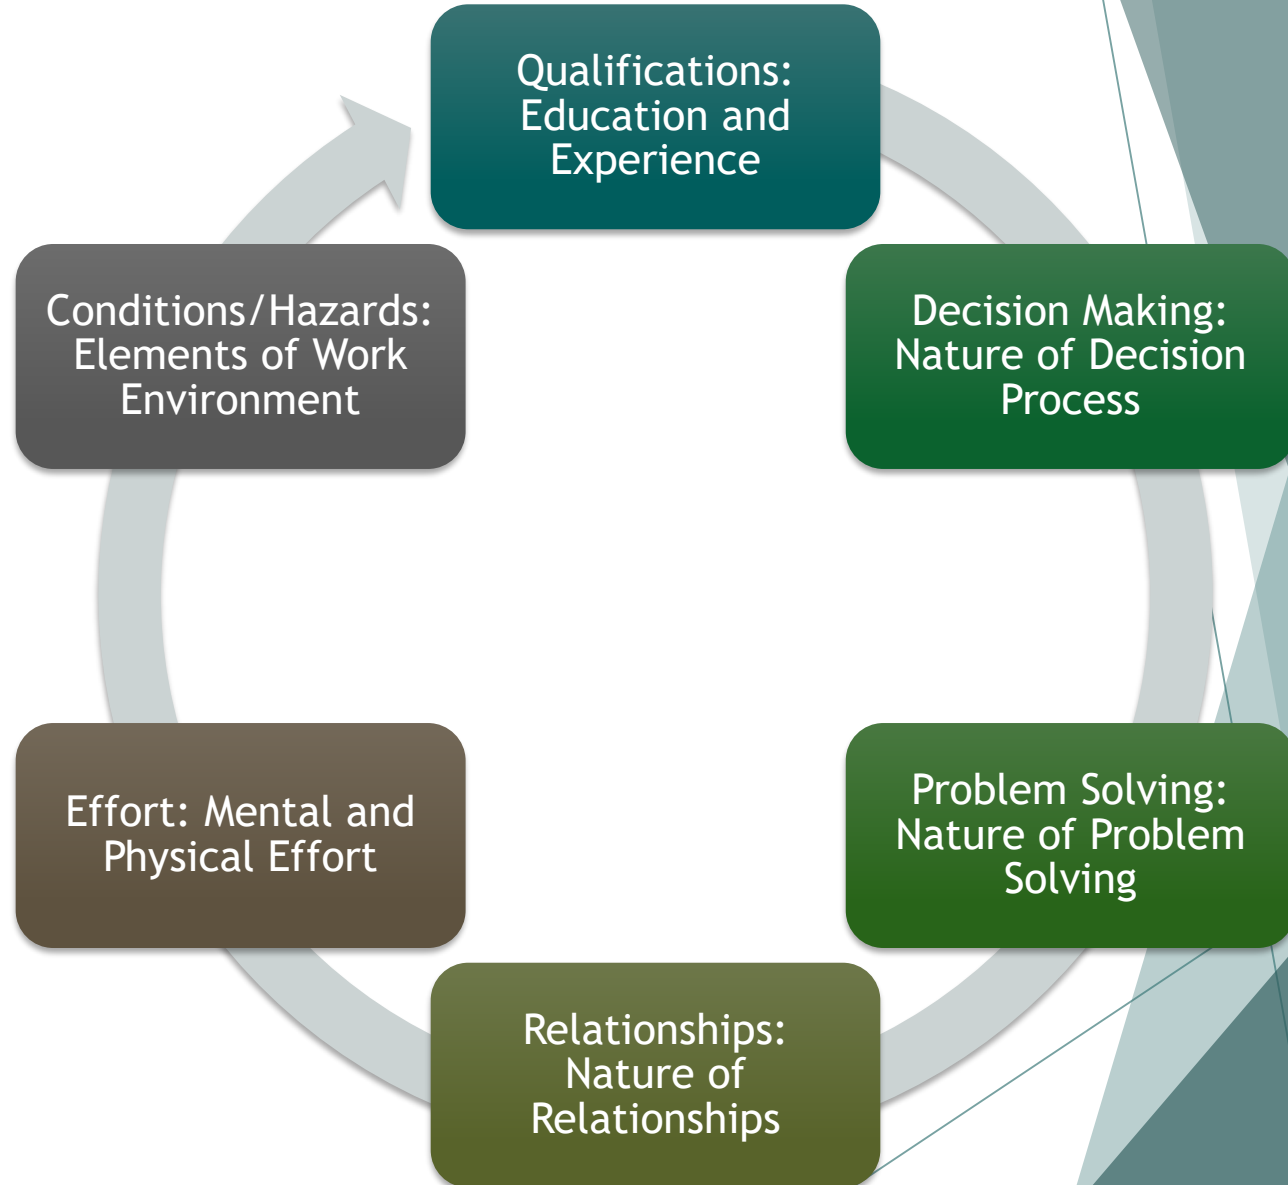 Qualifications:
Education and
Experience
Decision Making:
Nature of Decision
Process
Problem Solving:
Nature of Problem
Solving
Relationships:
Nature of
Relationships
Effort: Mental and
Physical Effort
Conditions/Hazards:
Elements of Work
Environment